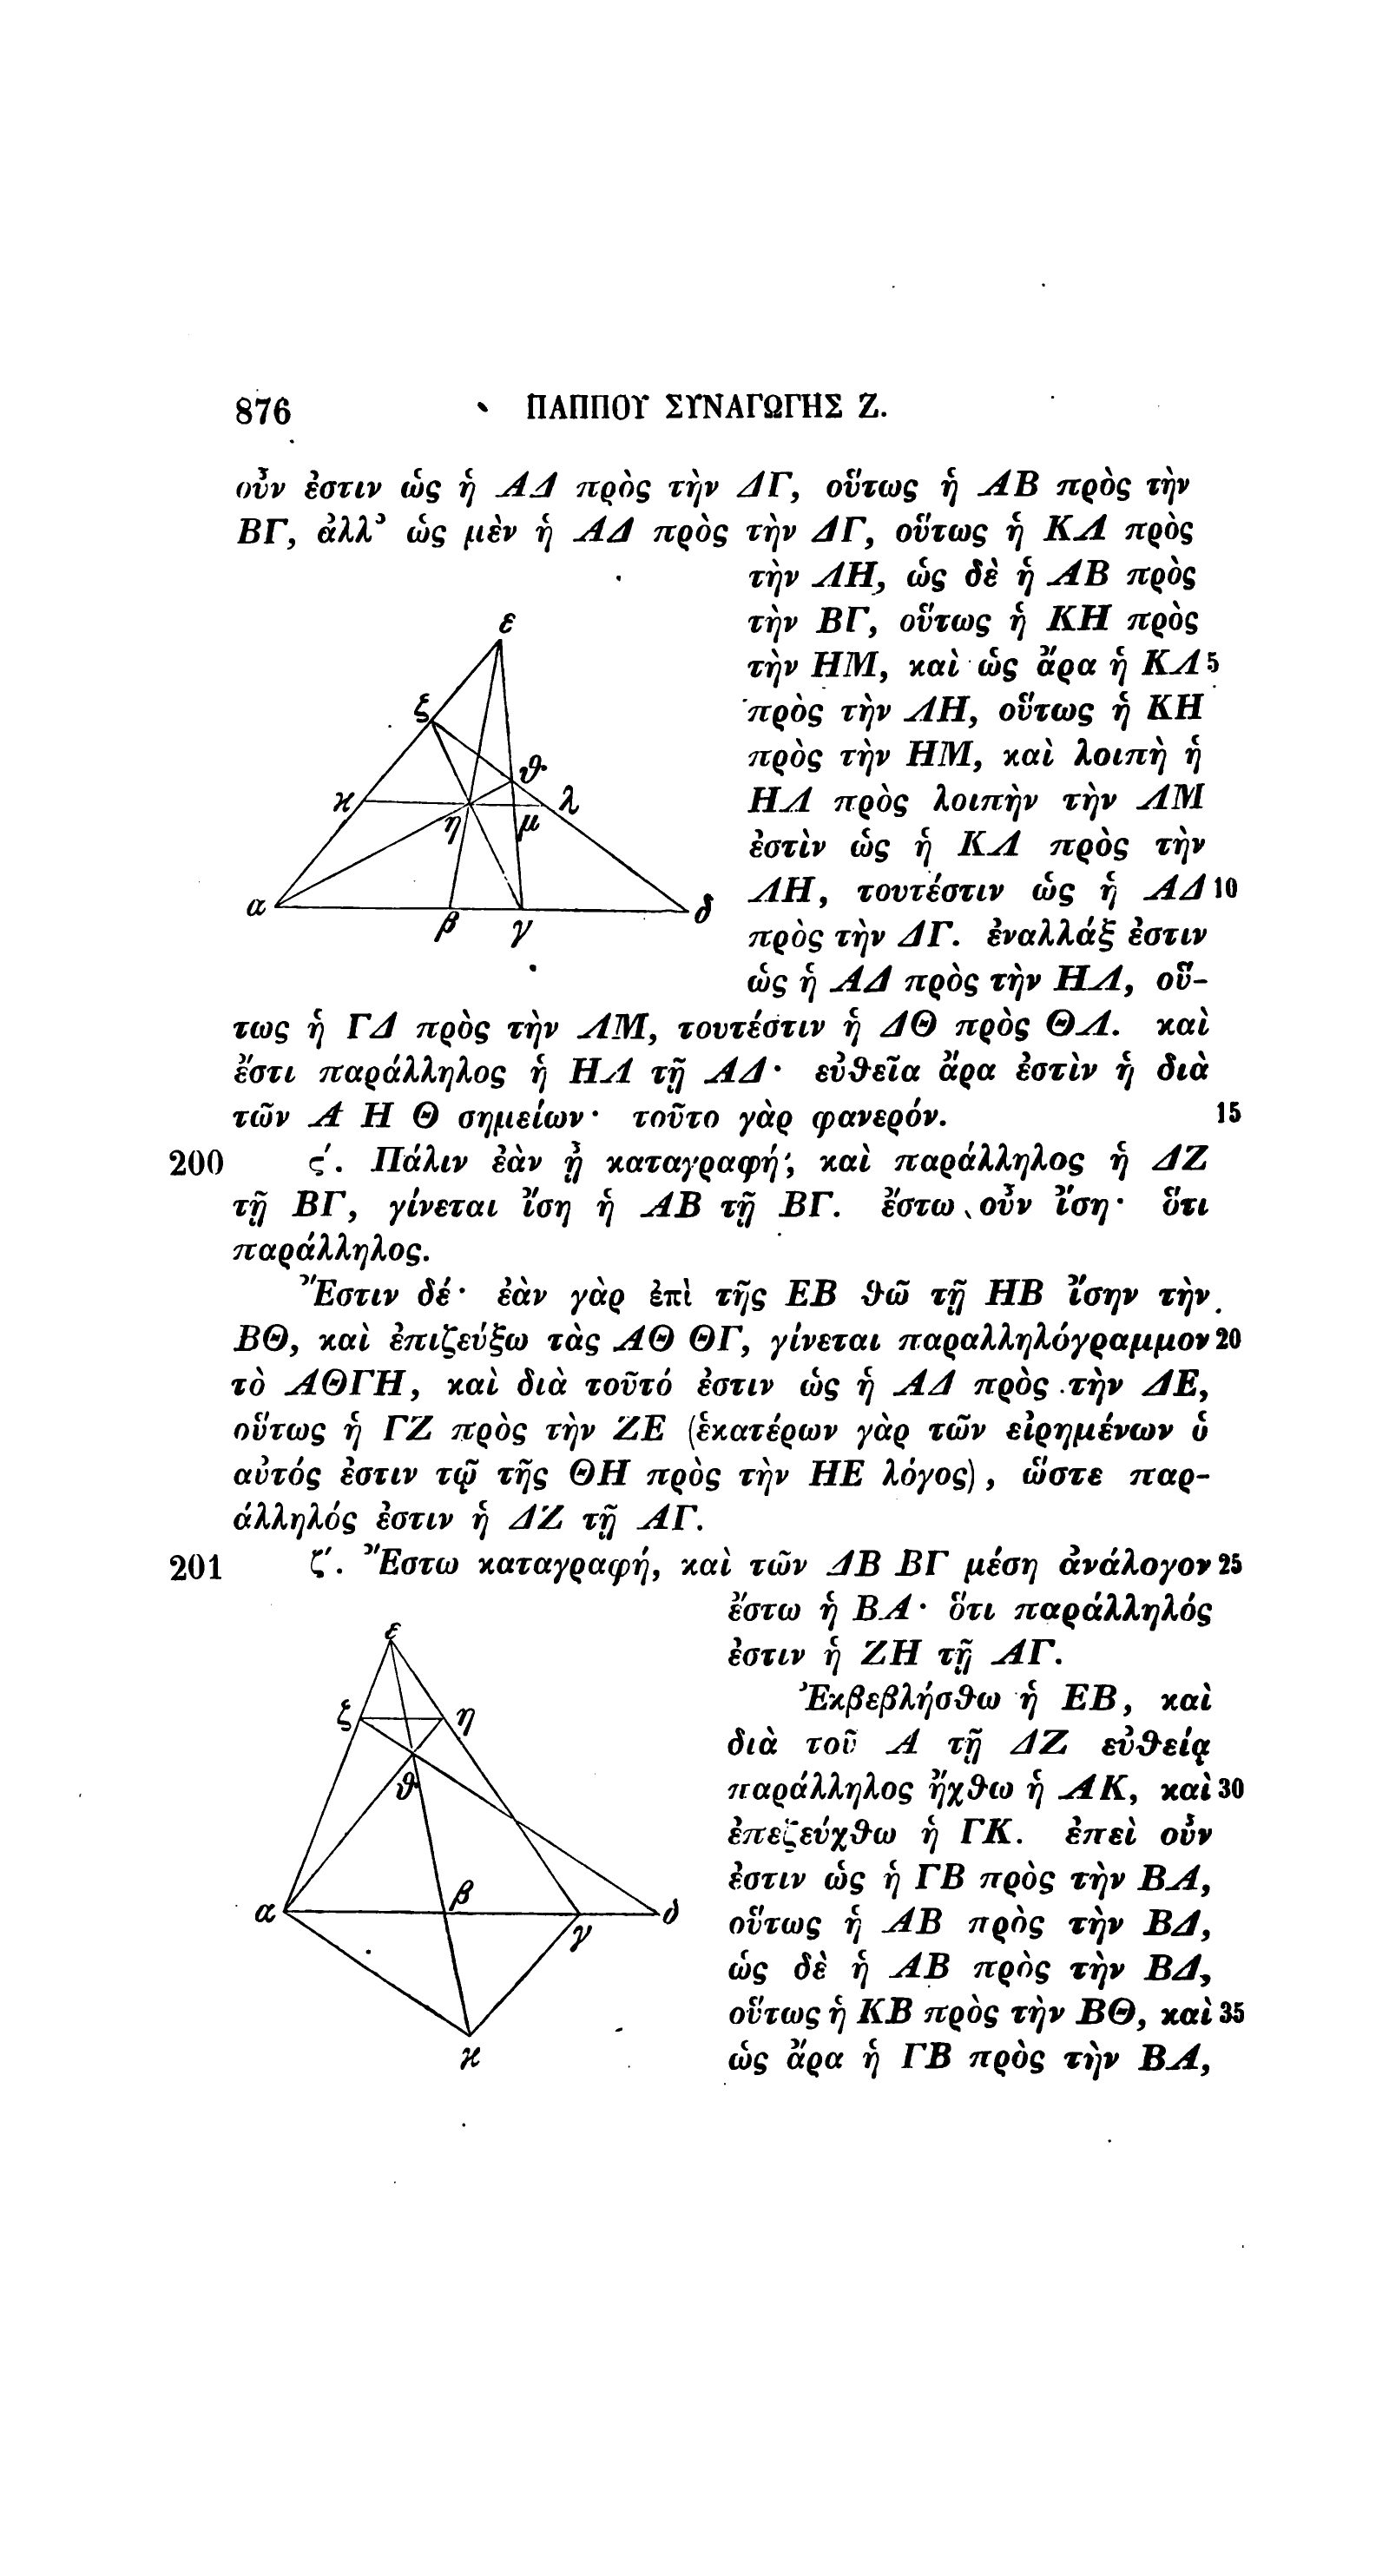 876 ΠΑΠΠΟΥ ΣΥΝΑΓΩΓΗΣ Ζ.
οὖν ἐστιν ὡς ἡ ΑΔ πρὸς τὴν ΔΓ, οὕτως ἡ ΑΒ πρὸς τὴν
ΒΓ, ἀλλ' ὡς μὲν ἡ ΑΔ πρὸς τὴν ΔΓ, οὕτως ἡ ΚΛ πρὸς
τὴν ΛΗ, ὡς δὲ ἡ ΑΒ πρὸς
τὴν ΒΓ, οὕτως ἡ ΚΗ πρὸς
τὴν ΗΜ, καὶ ὡς ἄρα ἡ ΚΛ 5
πρὸς τὴν ΛΗ, οὕτως ἡ ΚΗ
πρὸς τὴν ΗΜ, καὶ λοιπὴ ἡ
ΗΛ πρὸς λοιπὴν τὴν ΛΜ
ἐστὶν ὡς ἡ ΚΛ πρὸς τὴν
ΛΗ, τουτέστιν ὡς ἡ ΑΔ 10
πρὸς τὴν ΔΓ. ἐναλλάξ ἐστιν
ὡς ἡ ΑΔ πρὸς τὴν ΗΛ, οὕ-
ε
ξ
ϑ
κ
λ
η
μ
α
β
γ
δ
τως ἡ ΓΔ πρὸς τὴν ΛΜ, τουτέστιν ἡ ΔΘ πρὸς ΘΛ. καὶ
ἔστι παράλληλος ἡ ΗΛ τῇ ΑΔ· εὐθεῖα ἄρα ἐστὶν ἡ διὰ
τῶν Α Η Θ σημείων· τοῦτο γὰρ φανερόν. 15
200 ϛ'. Πάλιν ἐὰν ᾖ καταγραφή, καὶ παράλληλος ἡ ΔΖ
τῇ ΒΓ, γίνεται ἴση ἡ ΑΒ τῇ ΒΓ. ἔστω οὖν ἴση· ὅτι
παράλληλος.
Ἔστιν δέ· ἐὰν γὰρ ἐπὶ τῆς ΕΒ θῶ τῇ ΗΒ ἴσην τὴν
ΒΘ, καὶ ἐπιζεύξω τὰς ΑΘ ΘΓ, γίνεται παραλληλόγραμμον 20
τὸ ΑΘΓΗ, καὶ διὰ τοῦτό ἐστιν ὡς ἡ ΑΔ πρὸς τὴν ΔΕ,
οὕτως ἡ ΓΖ πρὸς τὴν ΖΕ (ἑκατέρων γὰρ τῶν εἰρημένων ὁ
αὐτός ἐστιν τῷ τῆς ΘΗ πρὸς τὴν ΗΕ λόγος), ὥστε παρ-
άλληλός ἐστιν ἡ ΔΖ τῇ ΑΓ.
201 ζ'. Ἔστω καταγραφή, καὶ τῶν ΔΒ ΒΓ μέση ἀνάλογον 25
ἔστω ἡ ΒΑ· ὅτι παράλληλός
ἐστιν ἡ ΖΗ τῇ ΑΓ.
Ἐκβεβλήσθω ἡ ΕΒ, καὶ
διὰ τοῦ Α τῇ ΔΖ εὐθείᾳ
παράλληλος ἤχθω ἡ ΑΚ, καὶ 30
ἐπεζεύχθω ἡ ΓΚ. ἐπεὶ οὖν
ἐστιν ὡς ἡ ΓΒ πρὸς τὴν ΒΑ,
οὕτως ἡ ΑΒ πρὸς τὴν ΒΔ,
ὡς δὲ ἡ ΑΒ πρὸς τὴν ΒΔ,
οὕτως ἡ ΚΒ πρὸς τὴν ΒΘ, καὶ 35
ὡς ἄρα ἡ ΓΒ πρὸς τὴν ΒΑ,
ε
ζ
η
ϑ
α
β
γ
δ
κ